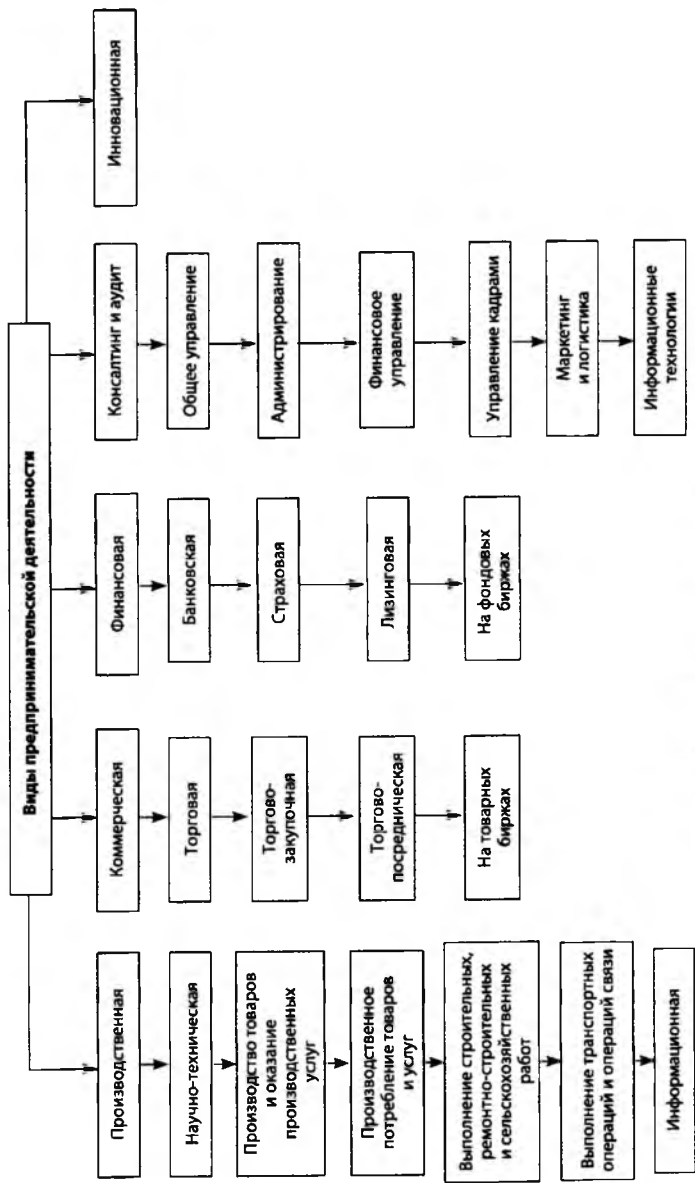 Виды предпринимательской деятельности
Производственная
Научно-техническая
Производство товаров
и оказание
производственных
услуг
Производственное
потребление товаров
и услуг
Выполнение строительных,
ремонтно-строительных
и сельскохозяйственных
работ
Выполнение транспортных
операций и операций связи
Информационная
Коммерческая
Торговая
Торгово-
закупочная
Торгово-
посредническая
На товарных
биржах
Финансовая
Банковская
Страховая
Лизинговая
На фондовых
биржах
Консалтинг и аудит
Общее управление
Администрирование
Финансовое
управление
Управление кадрами
Маркетинг
и логистика
Информационные
технологии
Инновационная